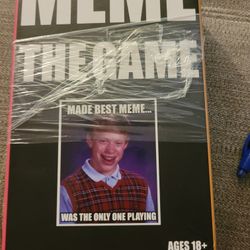 MEME
THE GAME
MADE BEST MEME...
WAS THE ONLY ONE PLAYING
AGES 18+